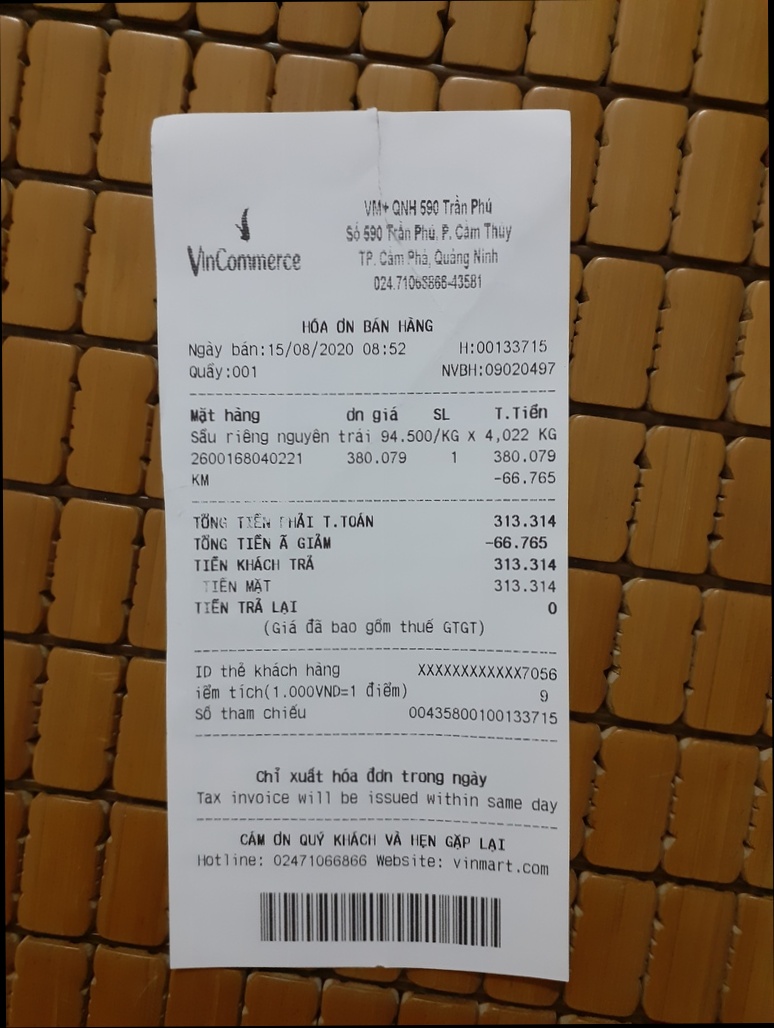 VinCommerce
VM+ QNH 590 Trần Phú
Số 590 Trần Phú, P. Cẩm Thủy
TP. Cẩm Phả, Quảng Ninh
024.71066866-43581
HÓA ƠN BÁN HÀNG
Ngày bán:15/08/2020 08:52 H:00133715
Quầy:001 NVBH:09020497
Mặt hàng ơn giá SL T.Tiền
Sầu riêng nguyên trái 94.500/KG x 4,022 KG
2600168040221 380.079 1 380.079
KM -66.765
TỔNG TIỀN PHẢI T.TOÁN 313.314
TỔNG TIỀN Ã GIẢM -66.765
TIỀN KHÁCH TRẢ 313.314
TIỀN MẶT 313.314
TIỀN TRẢ LẠI 0
(Giá đã bao gồm thuế GTGT)
ID thẻ khách hàng XXXXXXXXXXXX7056
iểm tích(1.000VND=1 điểm) 9
Số tham chiếu 00435800100133715
Chỉ xuất hóa đơn trong ngày
Tax invoice will be issued within same day
CẢM ƠN QUÝ KHÁCH VÀ HẸN GẶP LẠI
Hotline: 02471066866 Website: vinmart.com